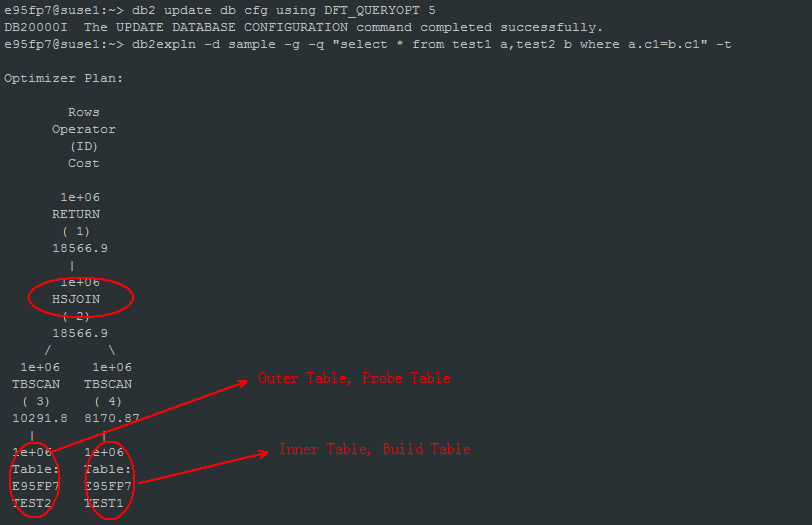 e95fp7@suse1:~> db2 update db cfg using DFT_QUERYOPT 5
DB20000I  The UPDATE DATABASE CONFIGURATION command completed successfully.
e95fp7@suse1:~> db2expln -d sample -g -q "select * from test1 a,test2 b where a.c1=b.c1" -t
Optimizer Plan:
Rows
Operator
(ID)
Cost
1e+06
RETURN
( 1)
18566.9
|
1e+06
HSJOIN
( 2)
18566.9
/ \
1e+06 1e+06
TBSCAN TBSCAN
( 3) ( 4)
10291.8 8170.87
| |
1e+06 1e+06
Table: Table:
E95FP7 E95FP7
TEST2 TEST1
Outer Table, Probe Table
Inner Table, Build Table